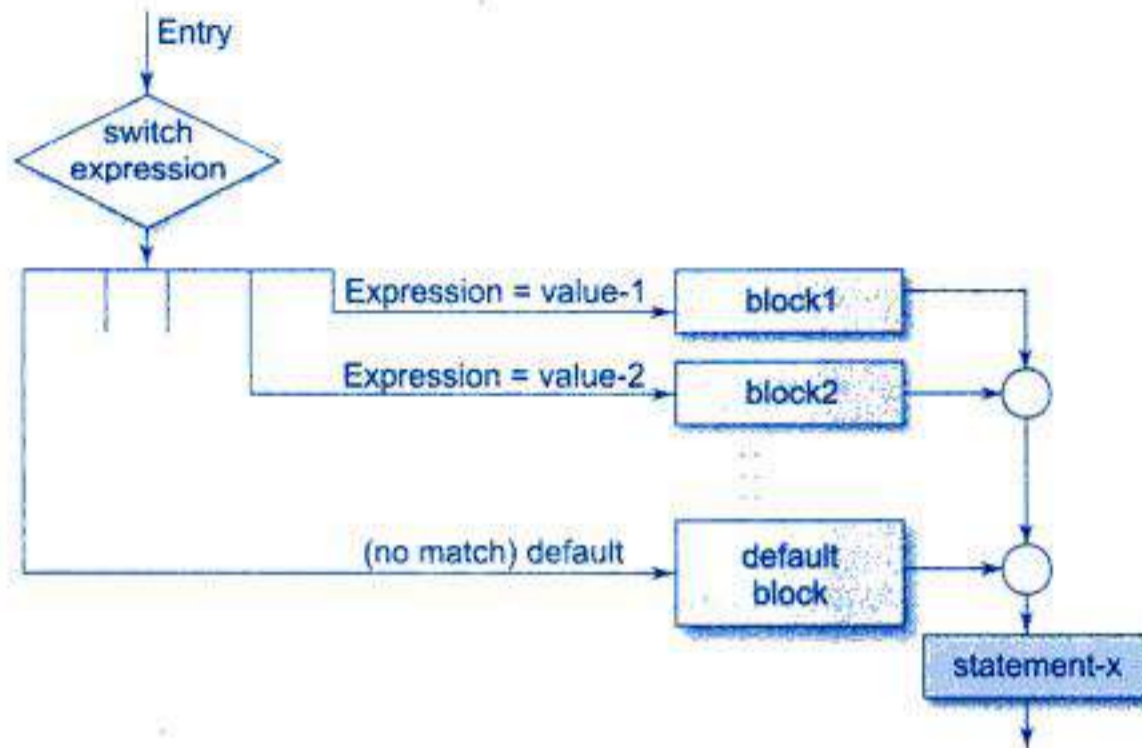 Entry
switch
expression
Expression = value-1
block1
Expression = value-2
block2
(no match) default
default
block
statement-x